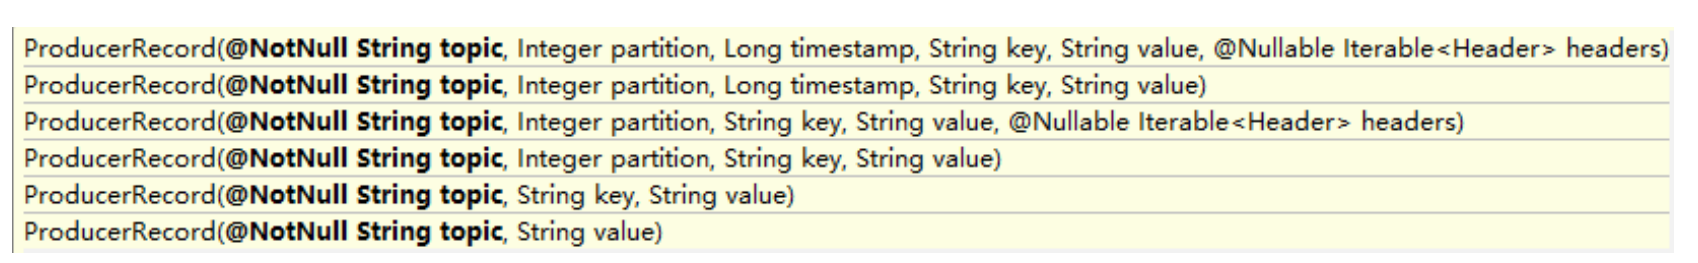 ProducerRecord(@NotNull String topic, Integer partition, Long timestamp, String key, String value, @Nullable Iterable<Header> headers)
ProducerRecord(@NotNull String topic, Integer partition, Long timestamp, String key, String value)
ProducerRecord(@NotNull String topic, Integer partition, String key, String value, @Nullable Iterable<Header> headers)
ProducerRecord(@NotNull String topic, Integer partition, String key, String value)
ProducerRecord(@NotNull String topic, String key, String value)
ProducerRecord(@NotNull String topic, String value)